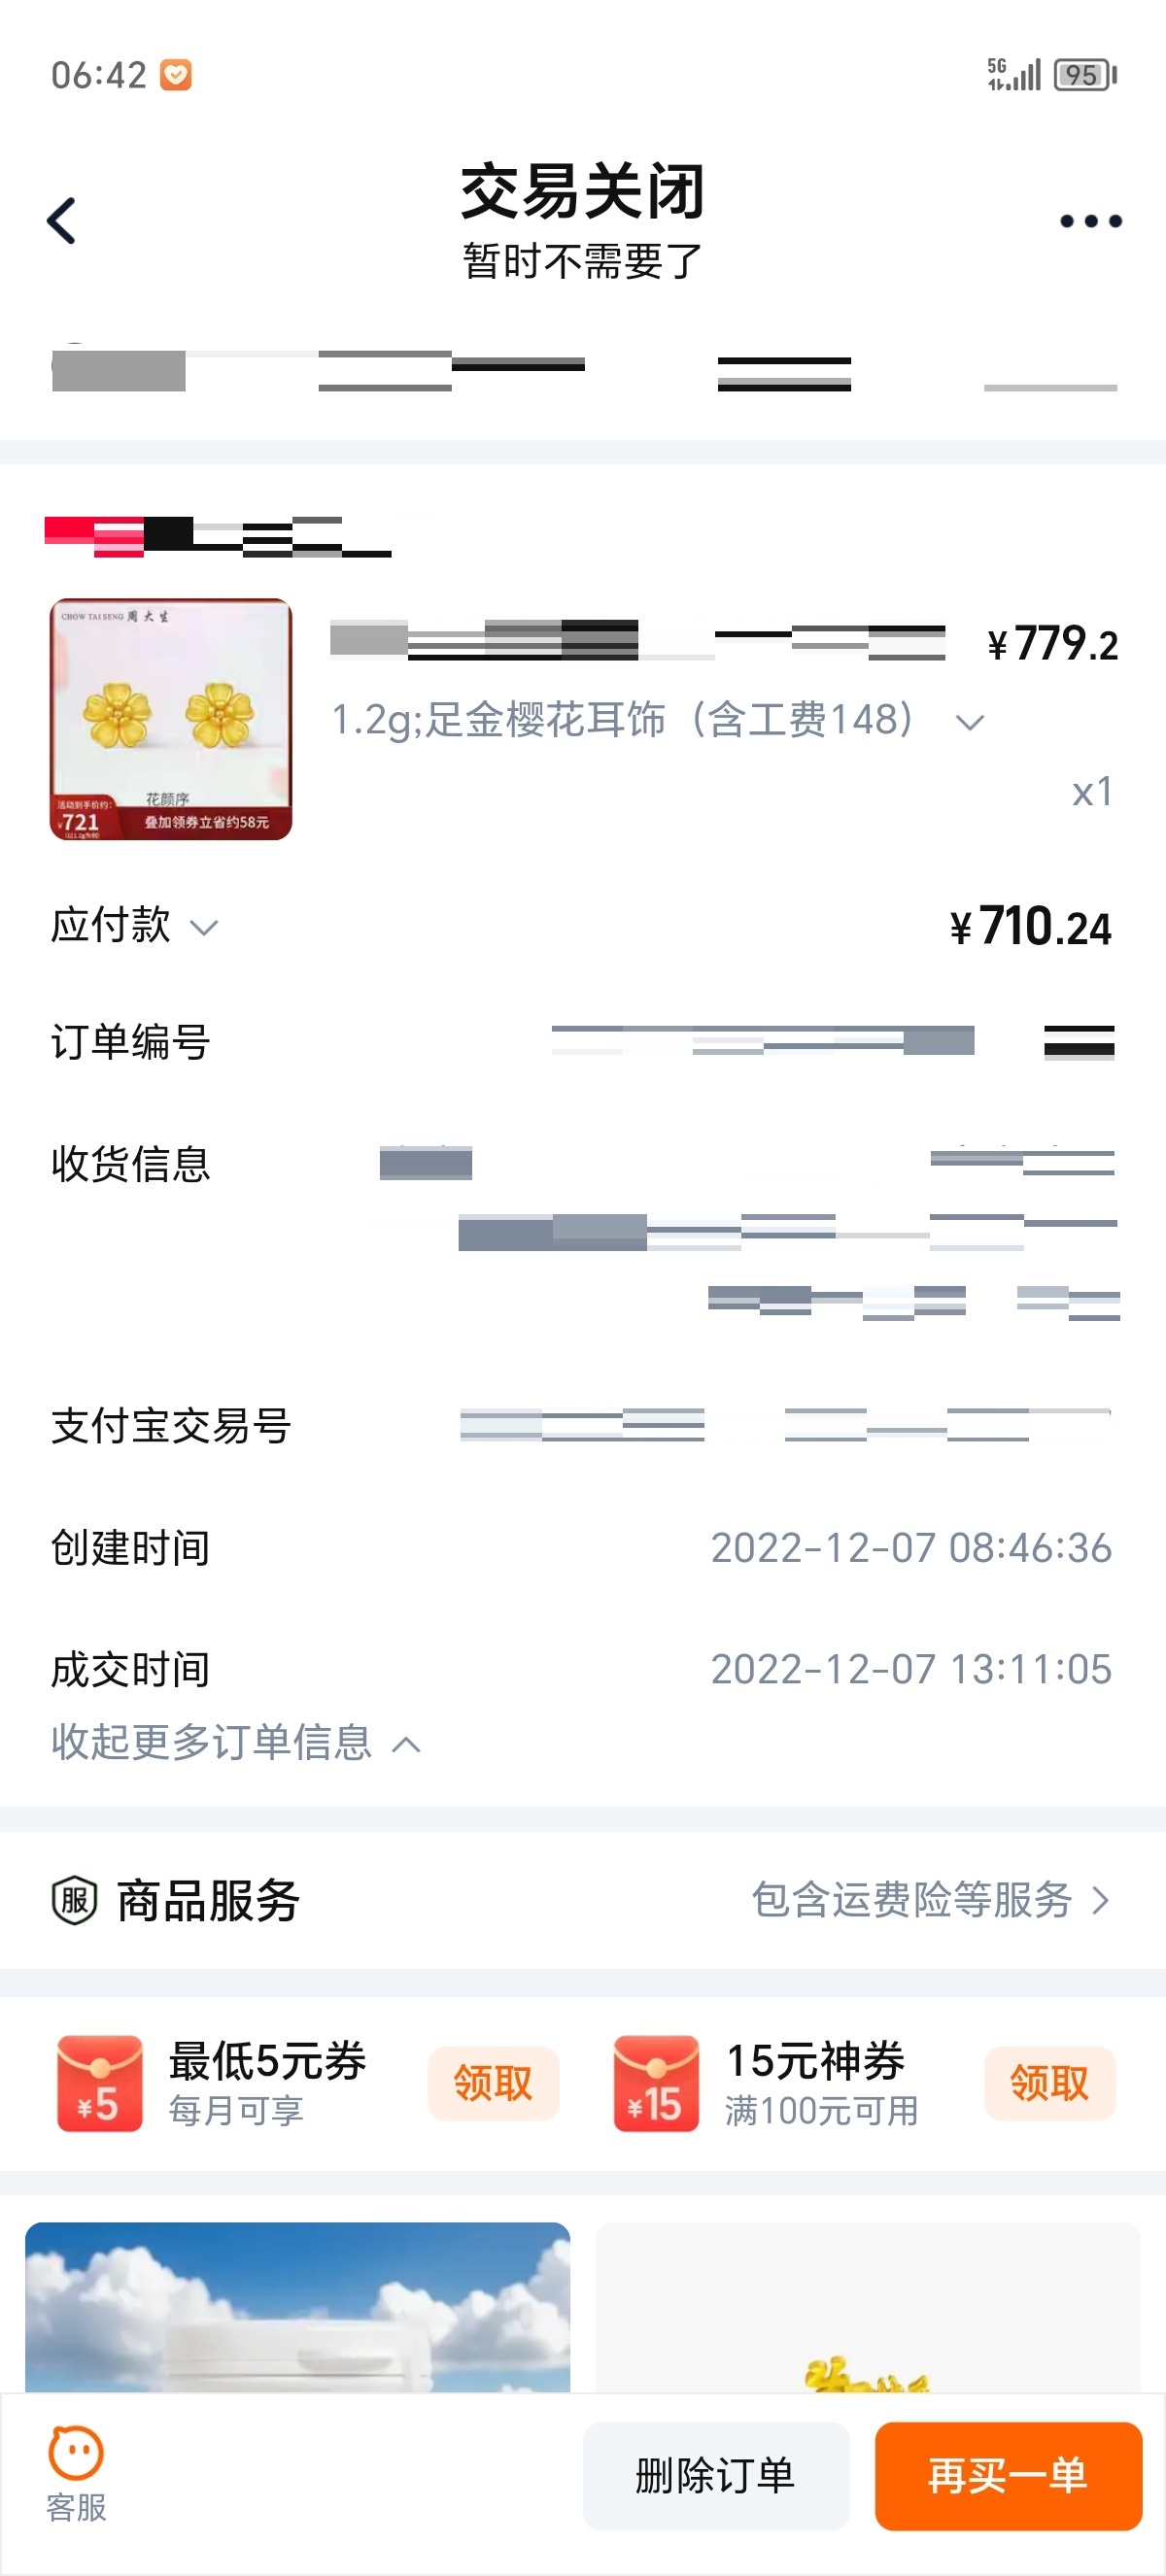 06:42
5G
95
交易关闭
暂时不需要了
CHOW TAI SENG 周大生
花颜序
活动到手价约:
¥721
叠加领券立省约58元
¥779.2
1.2g;足金樱花耳饰（含工费148）
x1
应付款
¥710.24
订单编号
收货信息
支付宝交易号
创建时间
2022-12-07 08:46:36
成交时间
2022-12-07 13:11:05
收起更多订单信息
服 商品服务
包含运费险等服务
¥5
最低5元券
每月可享
领取
¥15
15元神券
满100元可用
领取
客服
删除订单
再买一单